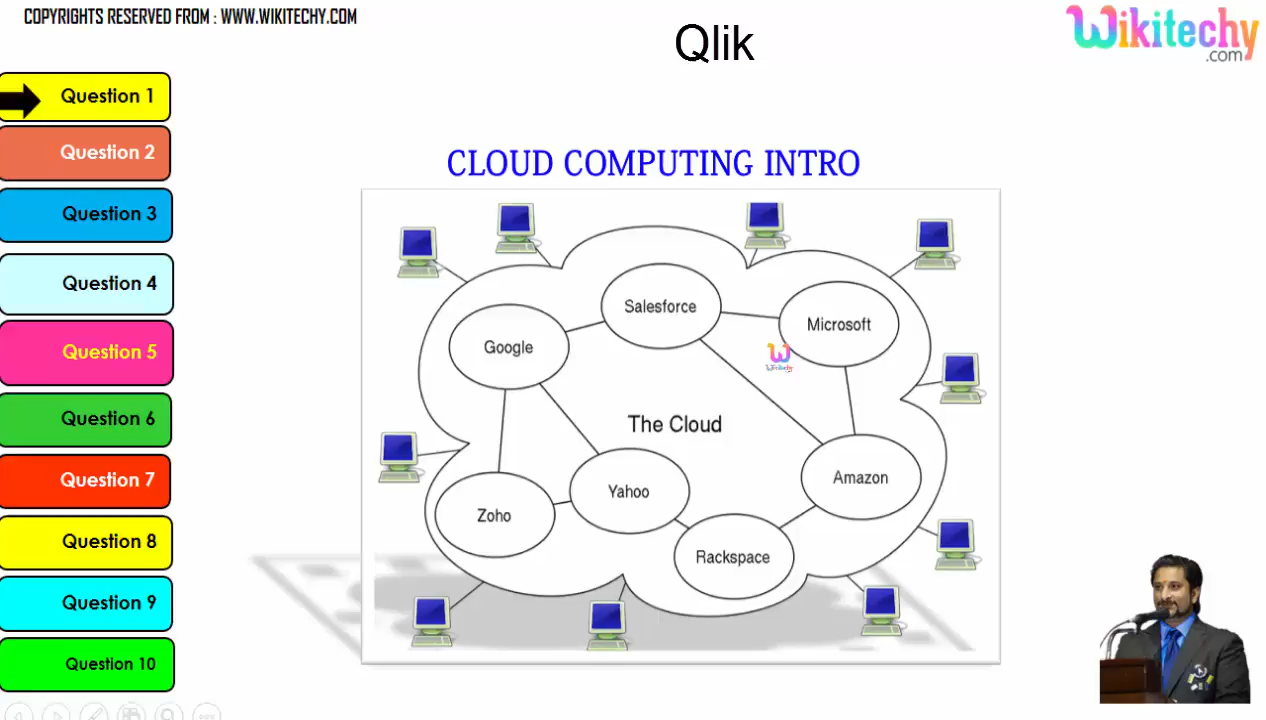 COPYRIGHTS RESERVED FROM : WWW.WIKITECHY.COM
Qlik
Wikitechy
.com
Question 1
Question 2
Question 3
Question 4
Question 5
Question 6
Question 7
Question 8
Question 9
Question 10
CLOUD COMPUTING INTRO
Salesforce
Microsoft
Google
Wikitechy
The Cloud
Amazon
Yahoo
Zoho
Rackspace